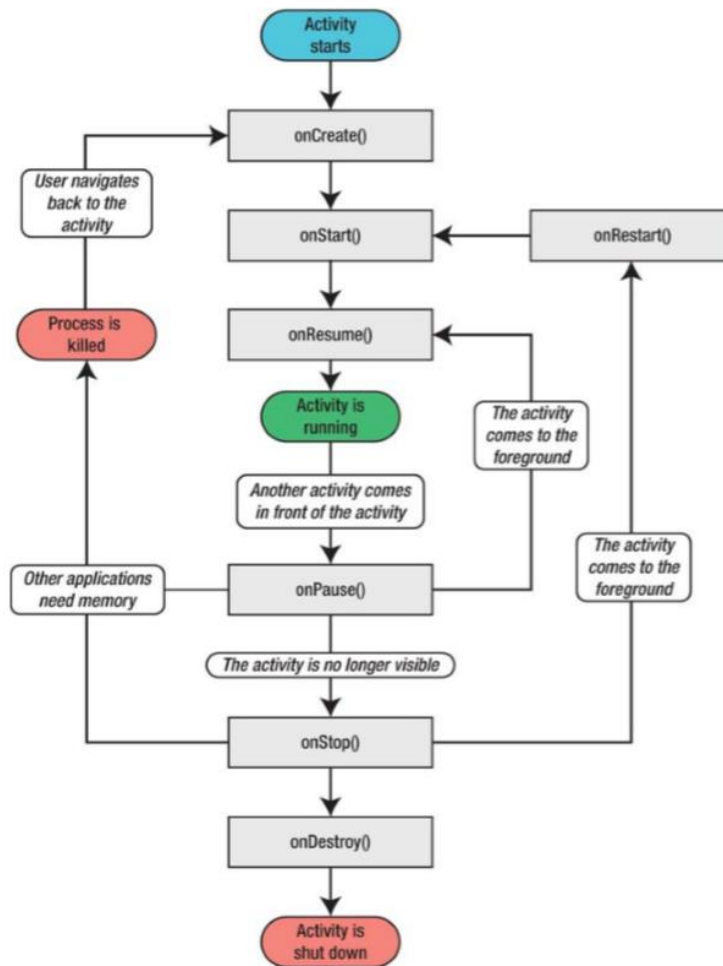 Activity
starts
onCreate()
User navigates
back to the
activity
onStart()
onRestart()
Process is
killed
onResume()
Activity is
running
The activity
comes to the
foreground
Another activity comes
in front of the activity
The activity
comes to the
foreground
Other applications
need memory
onPause()
The activity is no longer visible
onStop()
onDestroy()
Activity is
shut down